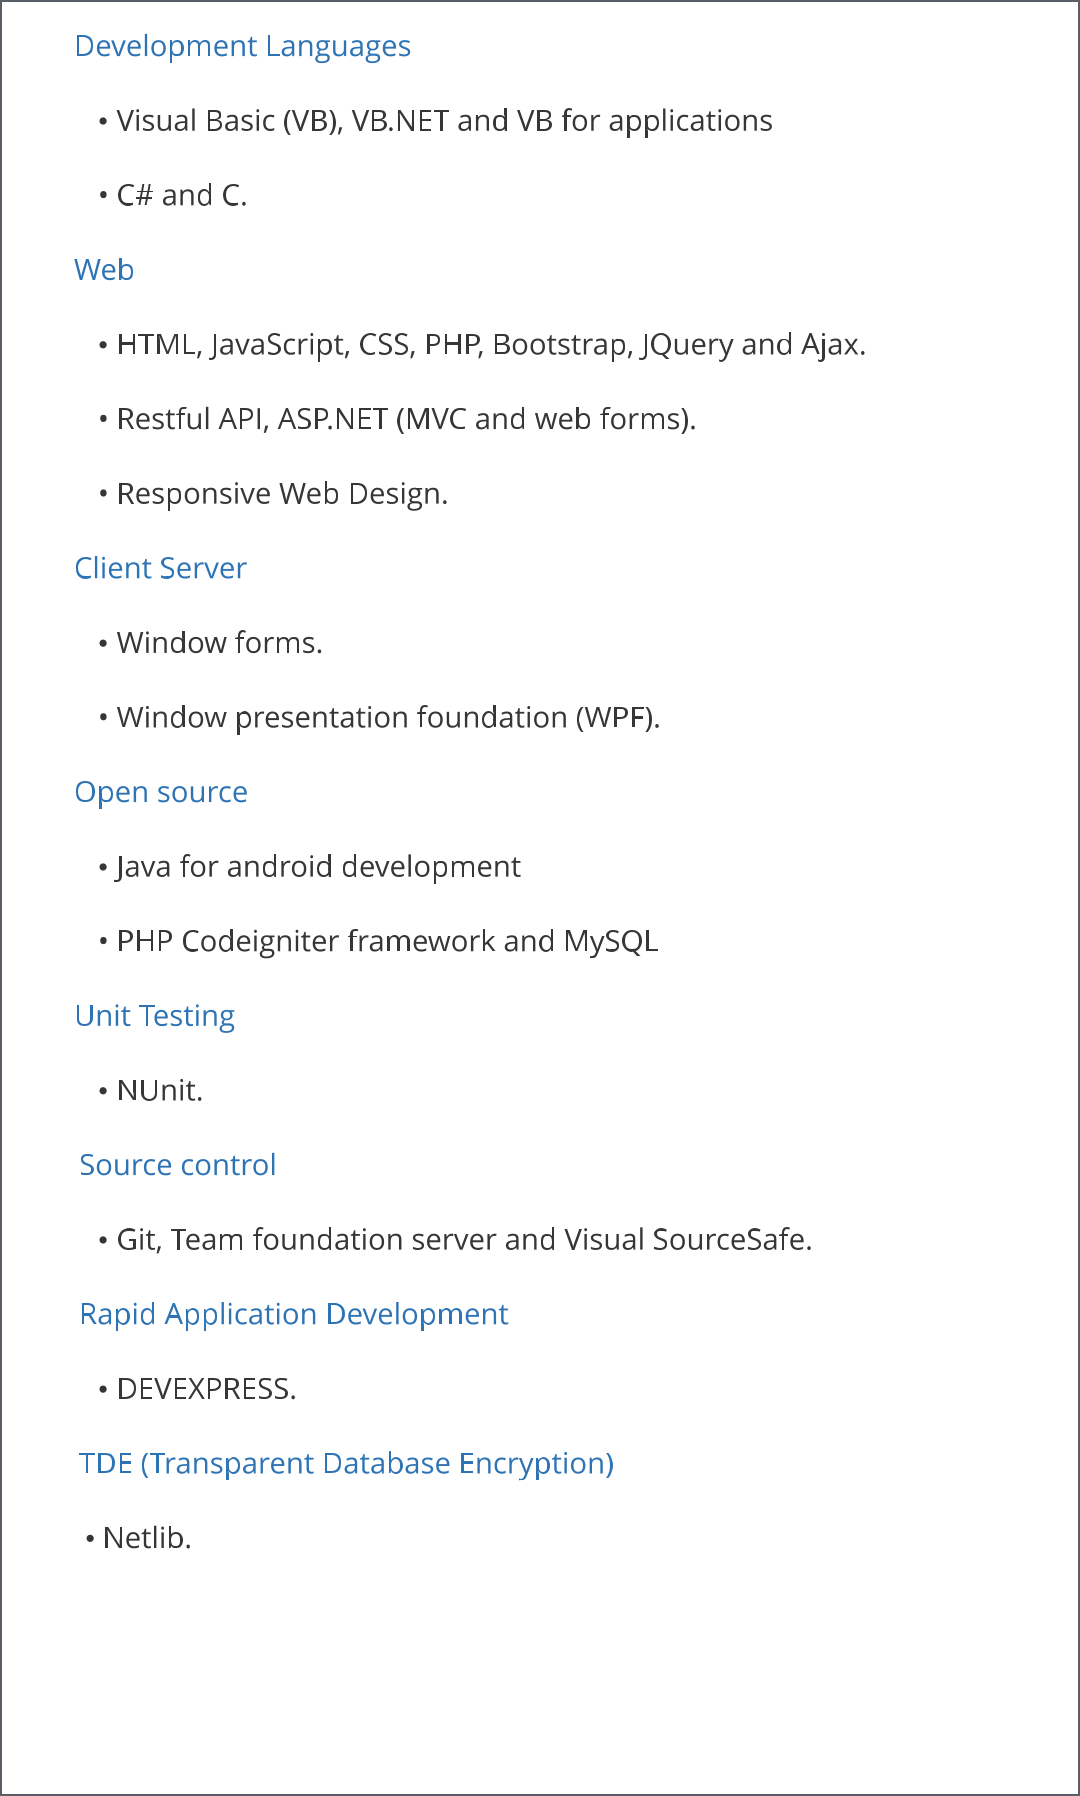 Development Languages
• Visual Basic (VB), VB.NET and VB for applications
• C# and C.
Web
• HTML, JavaScript, CSS, PHP, Bootstrap, JQuery and Ajax.
• Restful API, ASP.NET (MVC and web forms).
• Responsive Web Design.
Client Server
• Window forms.
• Window presentation foundation (WPF).
Open source
• Java for android development
• PHP Codeigniter framework and MySQL
Unit Testing
• NUnit.
Source control
• Git, Team foundation server and Visual SourceSafe.
Rapid Application Development
• DEVEXPRESS.
TDE (Transparent Database Encryption)
• Netlib.